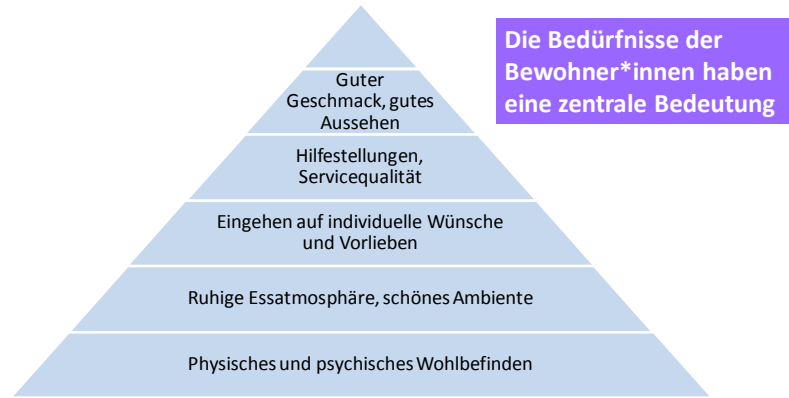 Die Bedürfnisse der
Bewohner*innen haben
eine zentrale Bedeutung
Guter
Geschmack, gutes
Aussehen
Hilfestellungen,
Servicequalität
Eingehen auf individuelle Wünsche
und Vorlieben
Ruhige Essatmosphäre, schönes Ambiente
Physisches und psychisches Wohlbefinden